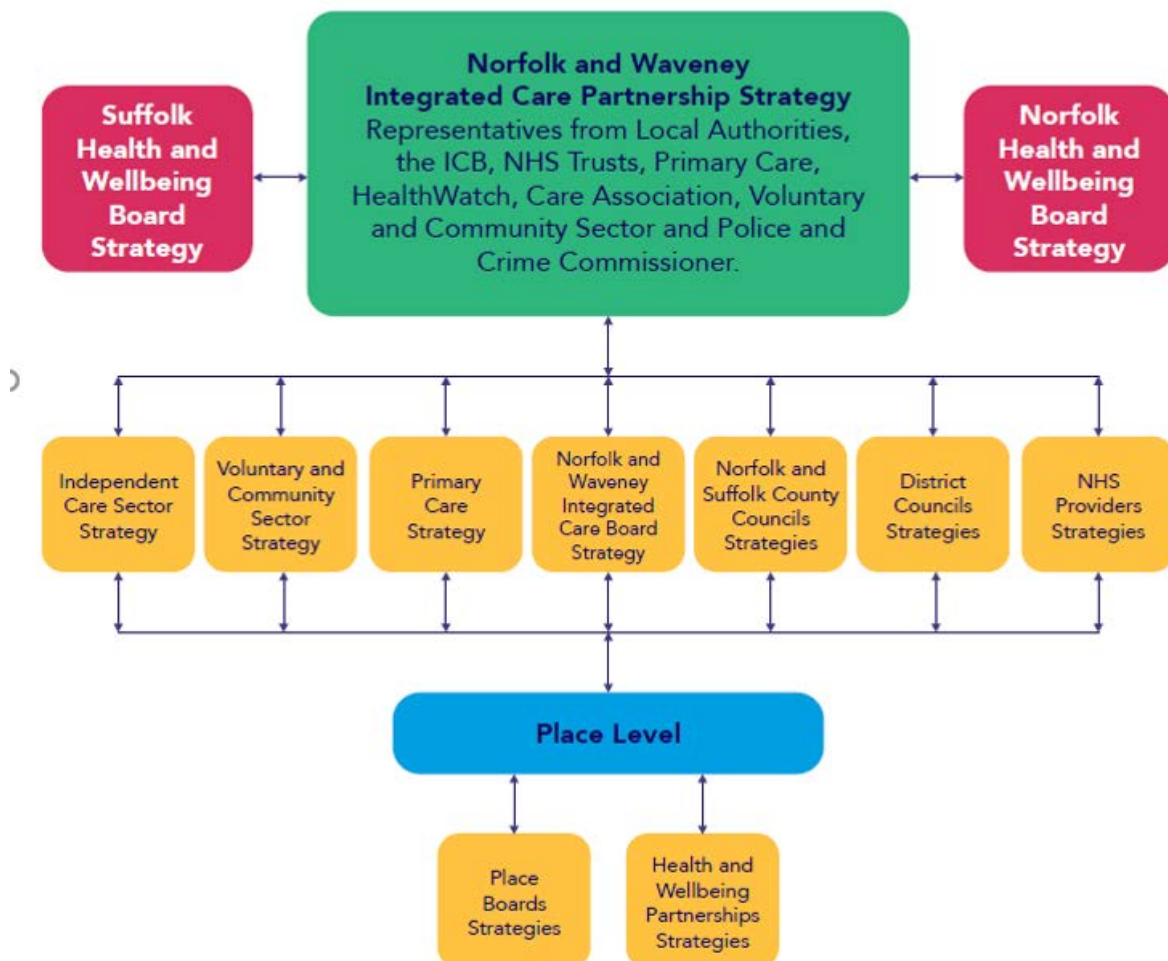 Norfolk and Waveney
Integrated Care Partnership Strategy
Representatives from Local Authorities,
the ICB, NHS Trusts, Primary Care,
HealthWatch, Care Association, Voluntary
and Community Sector and Police and
Crime Commissioner.
Suffolk
Health and
Wellbeing
Board
Strategy
Norfolk
Health and
Wellbeing
Board
Strategy
Independent
Care Sector
Strategy
Voluntary and
Community
Sector
Strategy
Primary
Care
Strategy
Norfolk and
Waveney
Integrated
Care Board
Strategy
Norfolk and
Suffolk County
Councils
Strategies
District
Councils
Strategies
NHS
Providers
Strategies
Place Level
Place
Boards
Strategies
Health and
Wellbeing
Partnerships
Strategies